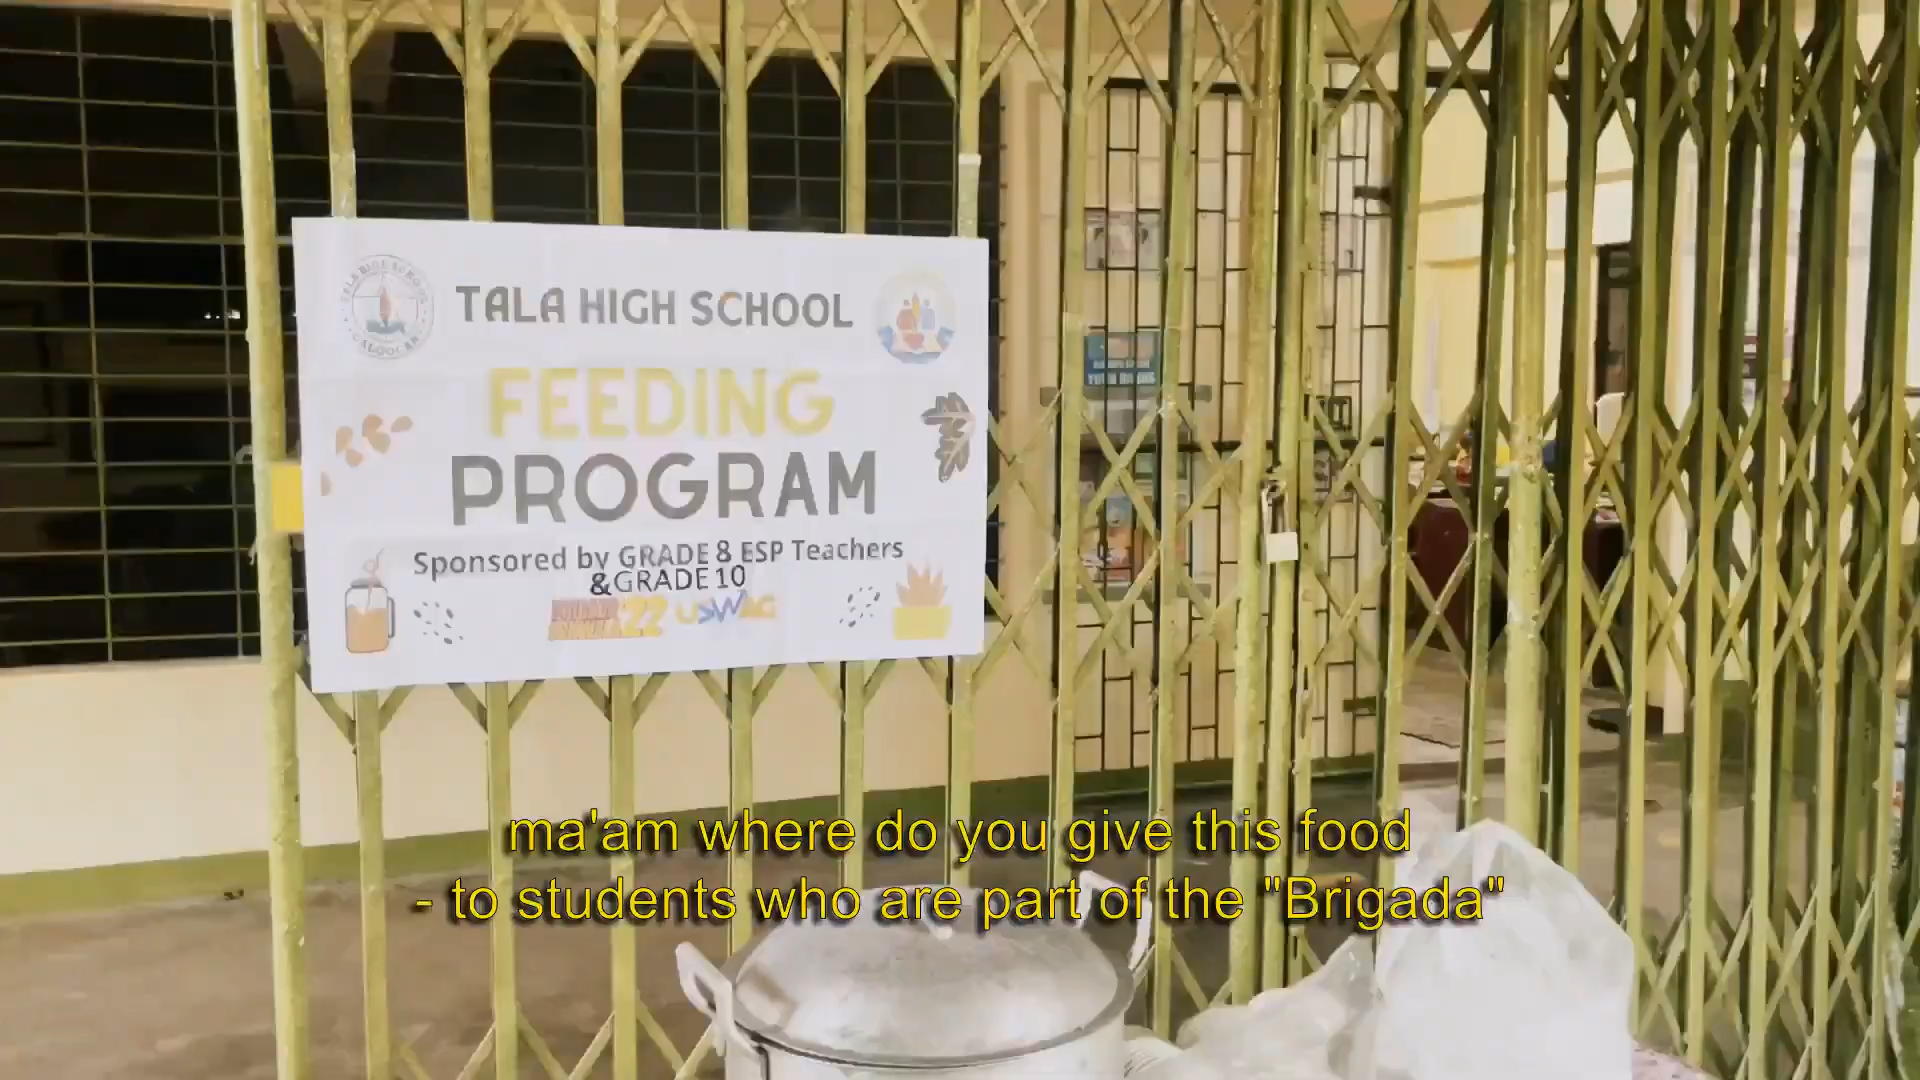 TALA HIGH SCHOOL
FEEDING
PROGRAM
Sponsored by GRADE 8 ESP Teachers
&GRADE 10
ma'am where do you give this food
- to students who are part of the "Brigada"